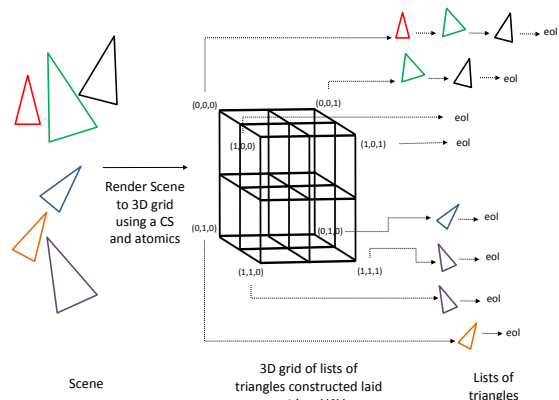 eol
eol
(0,0,0)
(0,0,1)
eol
(1,0,0)
(1,0,1)
eol
Render Scene
to 3D grid
using a CS
and atomics
(0,1,0)
(0,1,0)
eol
(1,1,0)
(1,1,1)
eol
eol
eol
Scene
3D grid of lists of
triangles constructed laid
Lists of
triangles